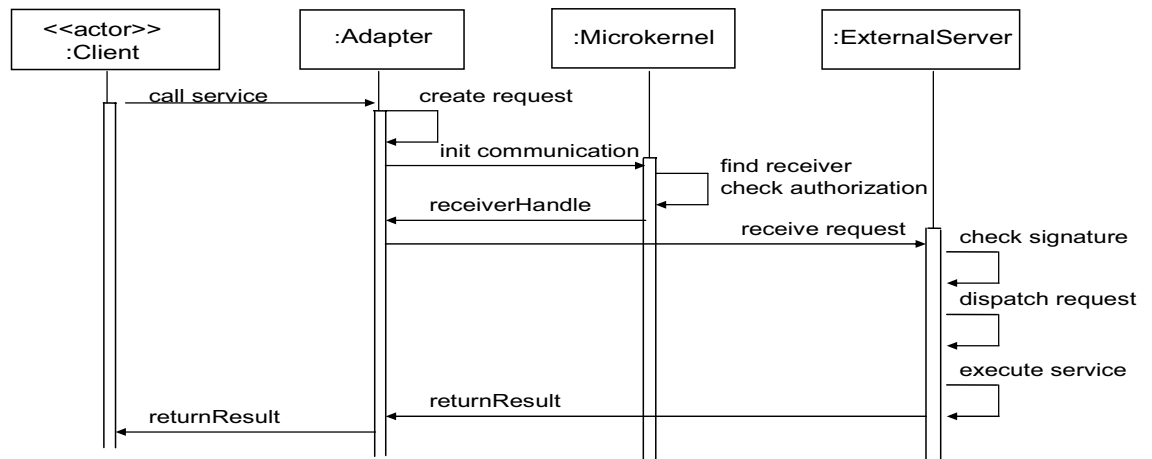 <<actor>>
:Client
:Adapter
:Microkernel
:ExternalServer
call service
create request
init communication
find receiver
check authorization
receiverHandle
receive request
check signature
dispatch request
execute service
returnResult
returnResult